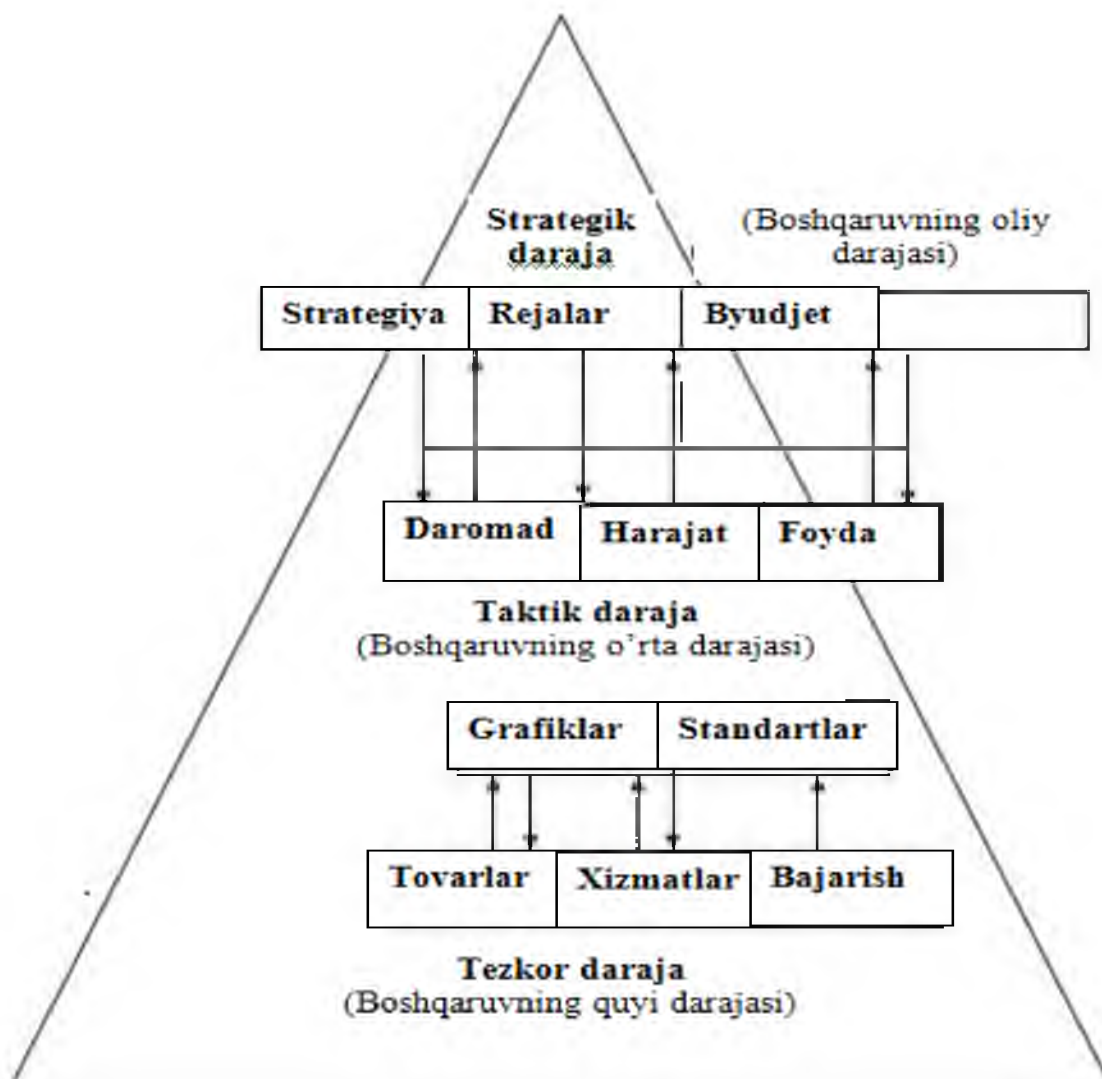 Strategik
daraja
(Boshqaruvning oliy
darajasi)
Strategiya
Rejalar
Byudjet
Daromad
Harajat
Foyda
Taktik daraja
(Boshqaruvning o’rta darajasi)
Grafiklar
Standartlar
Tovarlar
Xizmatlar
Bajarish
Tezkor daraja
(Boshqaruvning quyi darajasi)